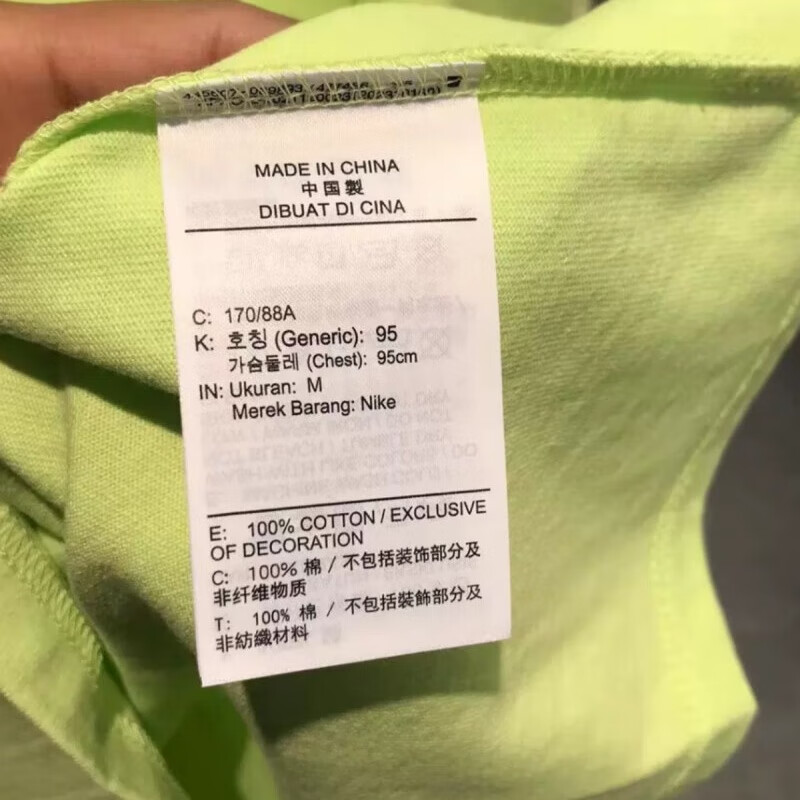 MADE IN CHINA
中国製
DIBUAT DI CINA
C: 170/88A
K: 호칭 (Generic): 95
가슴둘레 (Chest): 95cm
IN: Ukuran: M
Merek Barang: Nike
E: 100% COTTON / EXCLUSIVE
OF DECORATION
C: 100% 棉 / 不包括装饰部分及
非纤维物质
T: 100% 棉 / 不包括裝飾部分及
非紡織材料